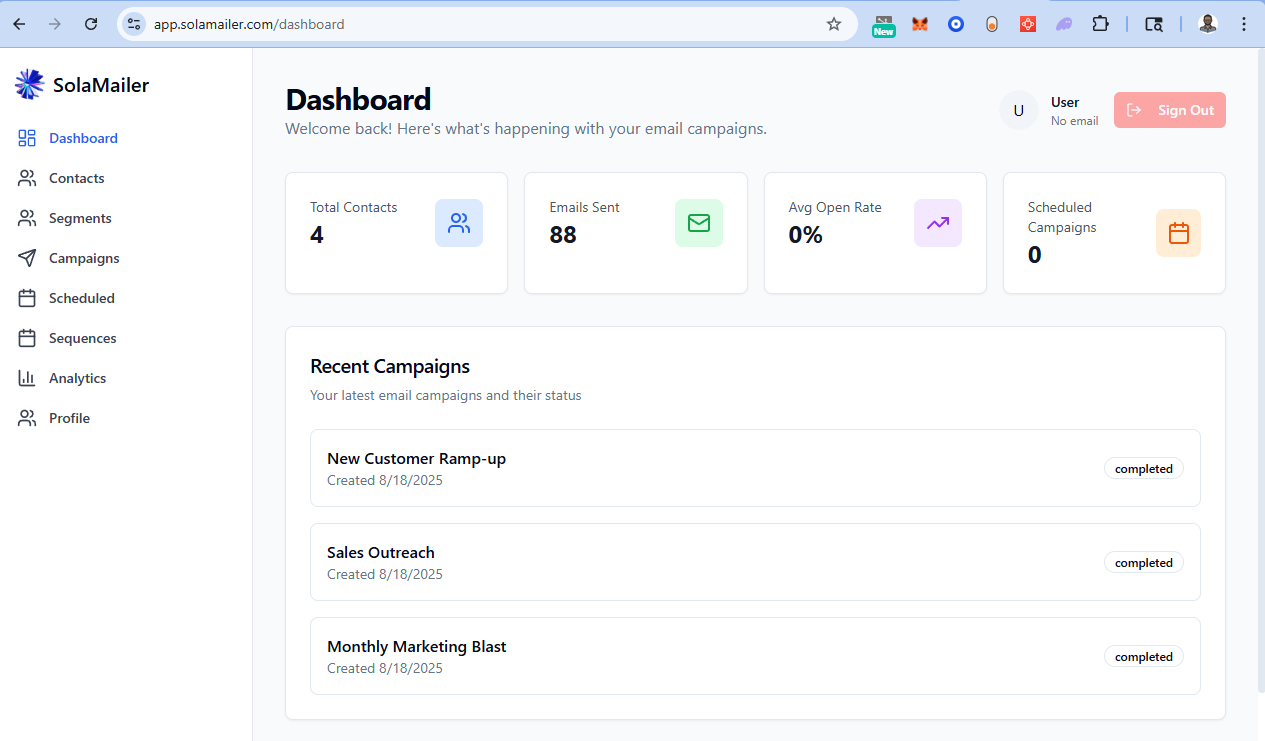 app.solamailer.com/dashboard
New
SolaMailer
Dashboard
Contacts
Segments
Campaigns
Scheduled
Sequences
Analytics
Profile
Dashboard
Welcome back! Here's what's happening with your email campaigns.
U
User
No email
Sign Out
Total Contacts
4
Emails Sent
88
Avg Open Rate
0%
Scheduled
Campaigns
0
Recent Campaigns
Your latest email campaigns and their status
New Customer Ramp-up
Created 8/18/2025
completed
Sales Outreach
Created 8/18/2025
completed
Monthly Marketing Blast
Created 8/18/2025
completed